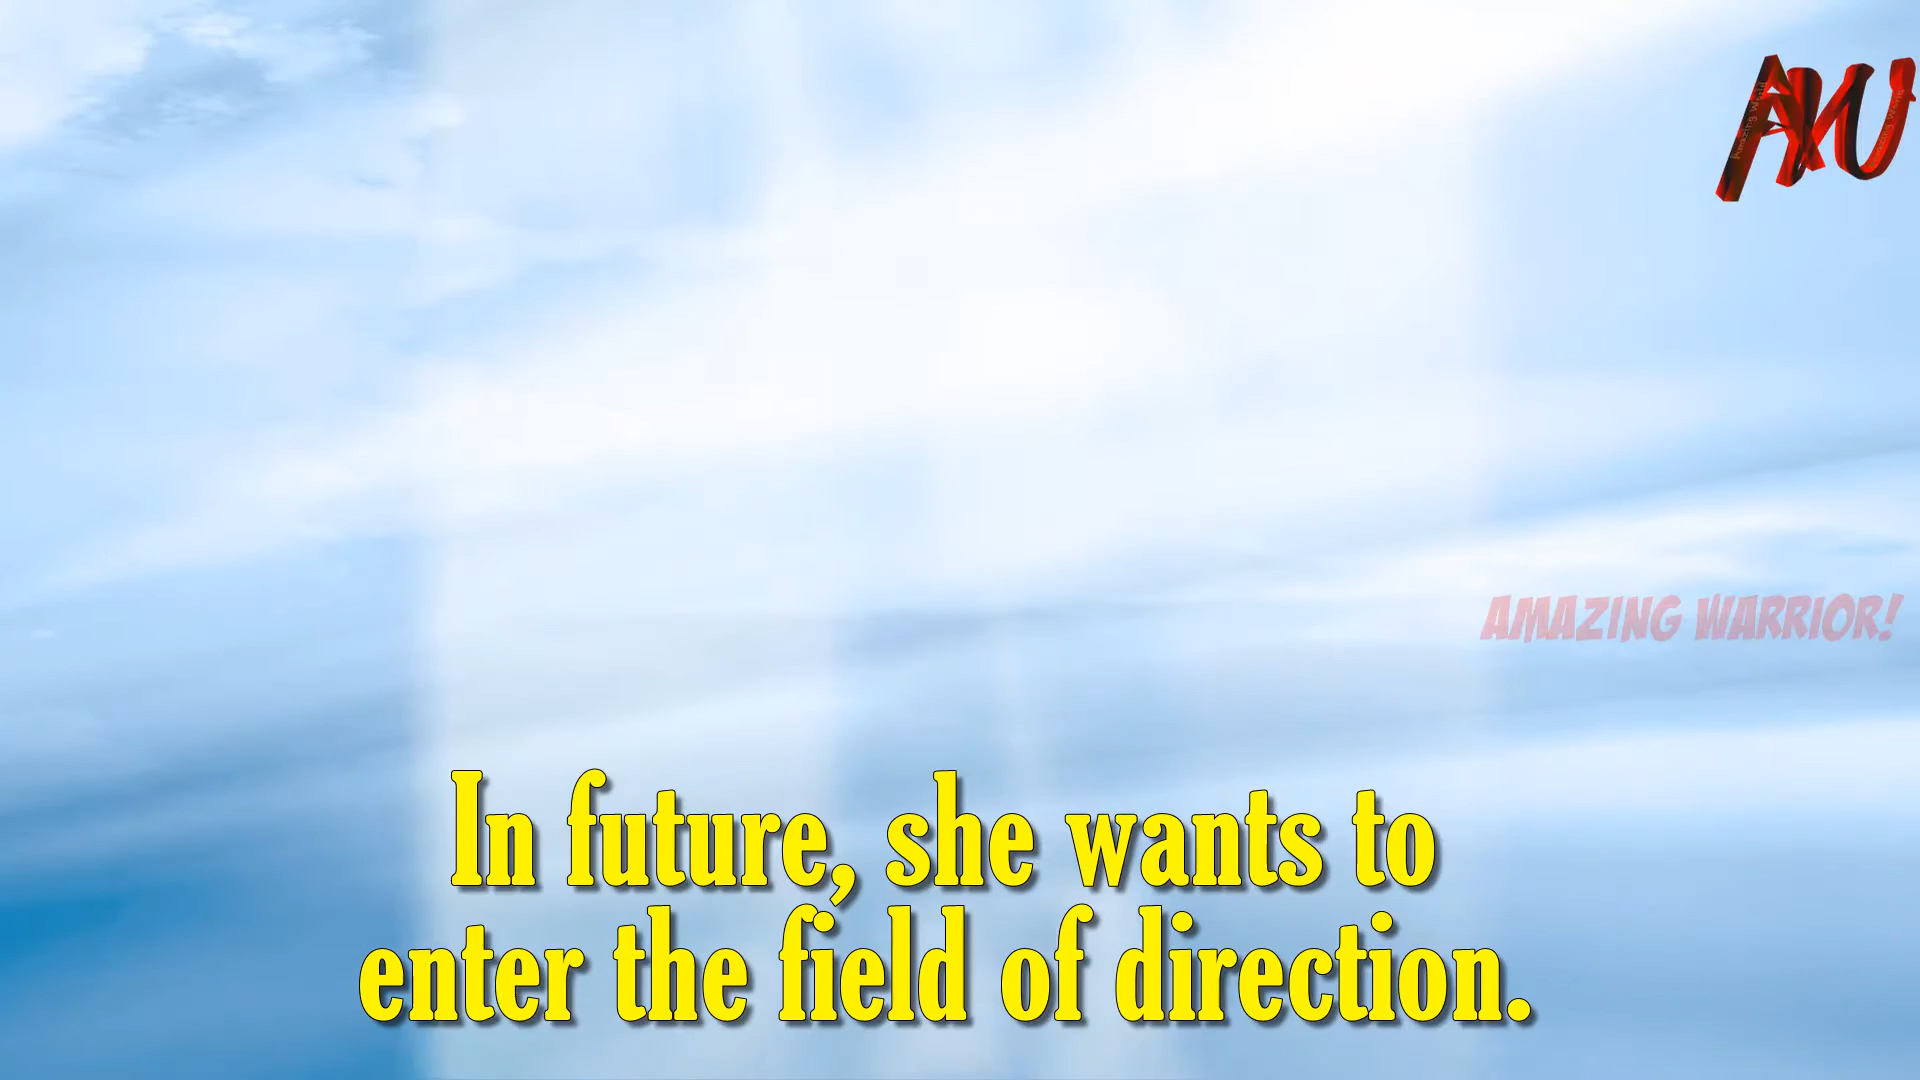 AW
AMAZING WARRIOR!
In future, she wants to
enter the field of direction.